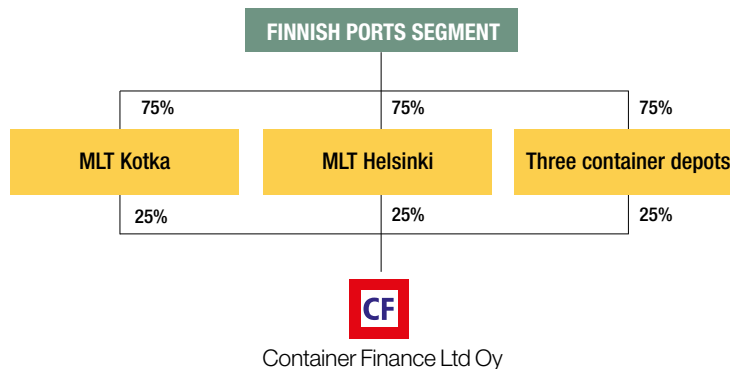 FINNISH PORTS SEGMENT
75%
75%
75%
MLT Kotka
MLT Helsinki
Three container depots
25%
25%
25%
CF
Container Finance Ltd Oy